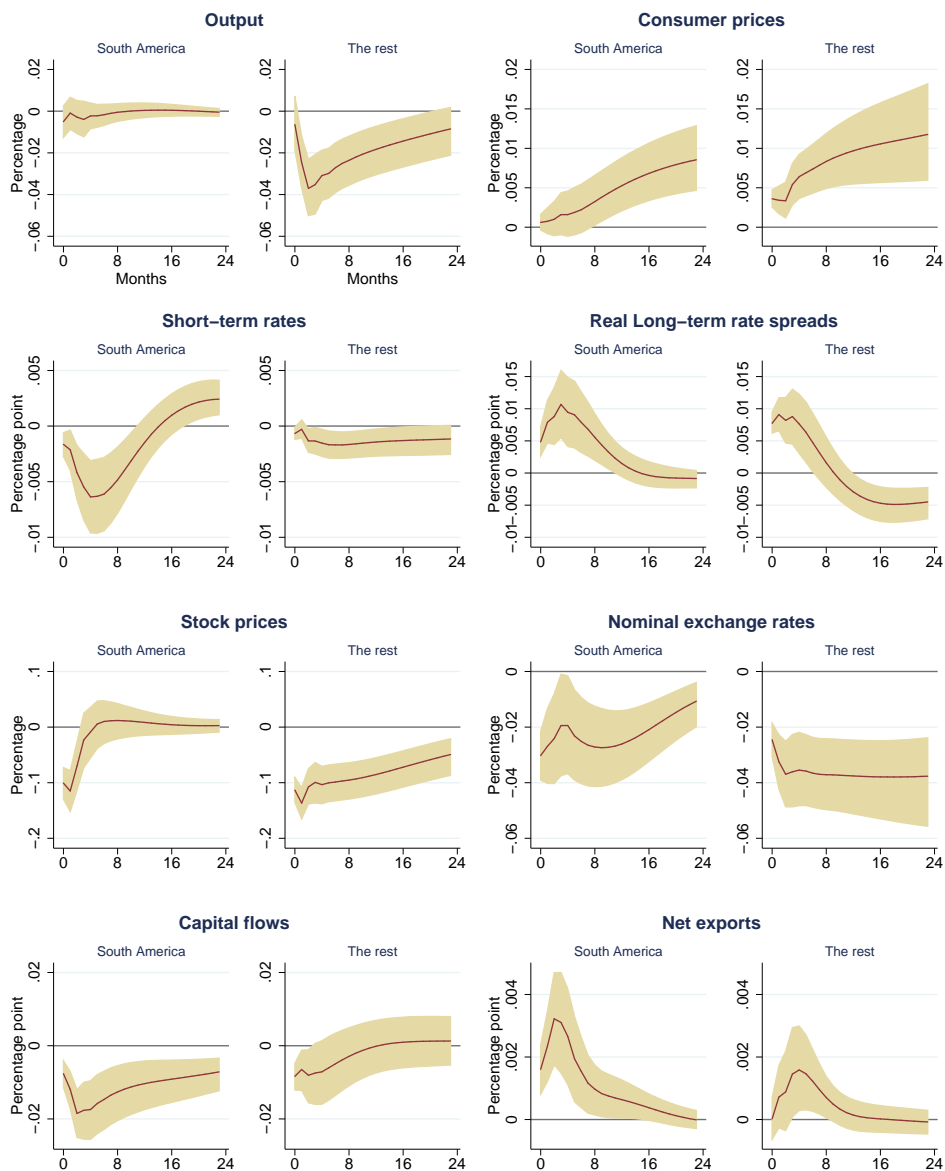 Output
South America
The rest
Percentage
.02
0
−.02
−.04
−.06
0 8 16 24
0 8 16 24
Months
Months
Consumer prices
South America
The rest
Percentage
.02
.015
.01
.005
0
.02
.015
.01
.005
0
0 8 16 24
0 8 16 24
Short−term rates
South America
The rest
Percentage point
.005
0
−.005
−.01
.005
0
−.005
−.01
0 8 16 24
0 8 16 24
Real Long−term rate spreads
South America
The rest
Percentage point
.015
.01
.005
0
−.005
−.01
.015
.01
.005
0
−.005
−.01
0 8 16 24
0 8 16 24
Stock prices
South America
The rest
Percentage
.1
0
−.1
−.2
.1
0
−.1
−.2
0 8 16 24
0 8 16 24
Nominal exchange rates
South America
The rest
Percentage
0
−.02
−.04
−.06
0
−.02
−.04
−.06
0 8 16 24
0 8 16 24
Capital flows
South America
The rest
Percentage point
.02
0
−.02
.02
0
−.02
0 8 16 24
0 8 16 24
Net exports
South America
The rest
Percentage point
.004
.002
0
.004
.002
0
0 8 16 24
0 8 16 24